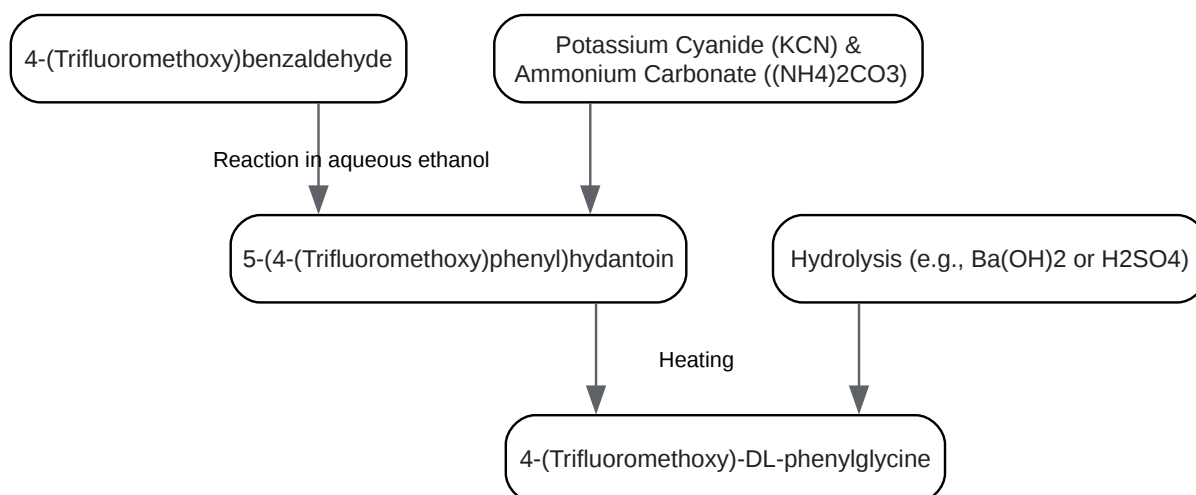 4-(Trifluoromethoxy)benzaldehyde
Potassium Cyanide (KCN) &
Ammonium Carbonate ((NH4)2CO3)
Reaction in aqueous ethanol
5-(4-(Trifluoromethoxy)phenyl)hydantoin
Hydrolysis (e.g., Ba(OH)2 or H2SO4)
Heating
4-(Trifluoromethoxy)-DL-phenylglycine